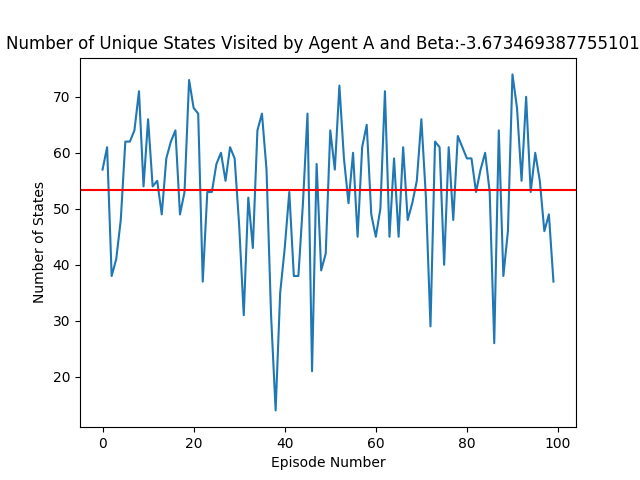 Number of Unique States Visited by Agent A and Beta:-3.673469387755101
70
60
50
40
30
20
Number of States
0 20 40 60 80 100
Episode Number